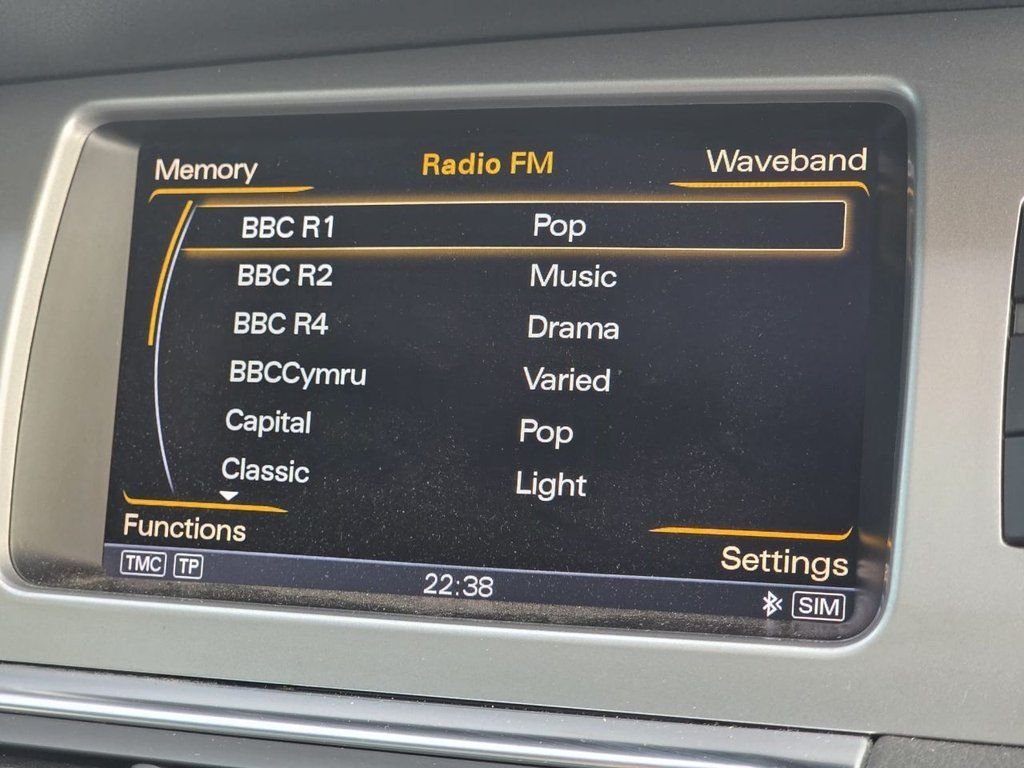 Memory Radio FM Waveband
BBC R1 Pop
BBC R2 Music
BBC R4 Drama
BBCCymru Varied
Capital Pop
Classic Light
Functions Settings
TMC TP 22:38 SIM